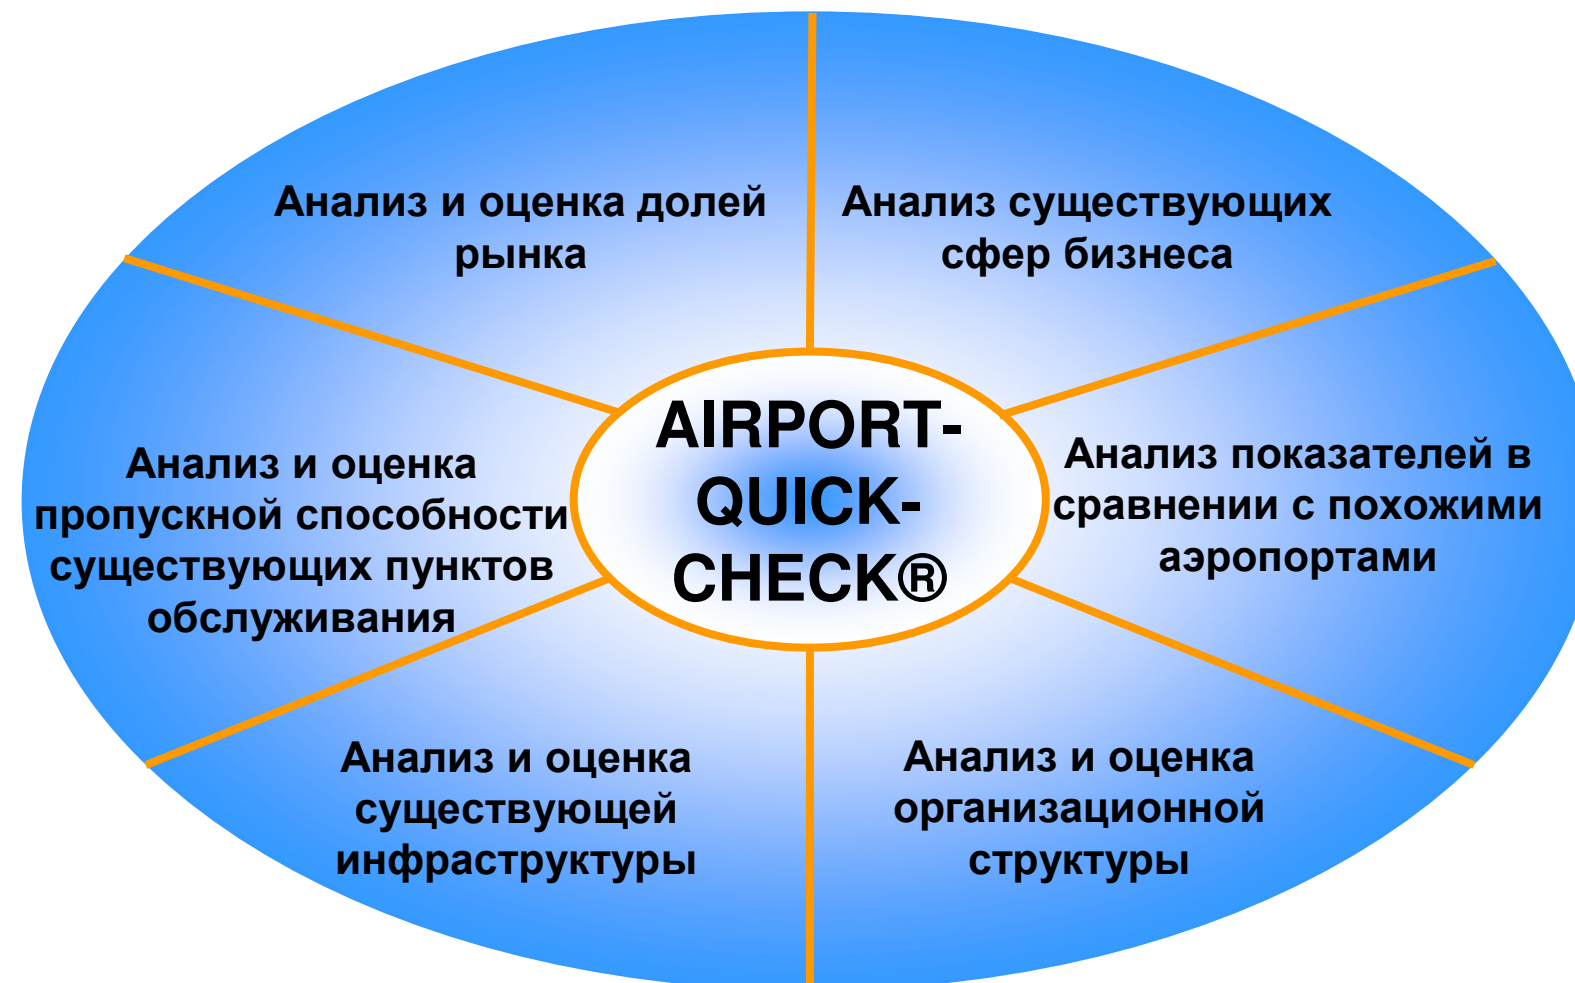 Анализ и оценка долей
рынка
Анализ существующих
сфер бизнеса
AIRPORT-
QUICK-
CHECK®
Анализ показателей в
сравнении с похожими
аэропортами
Анализ и оценка
пропускной способности
существующих пунктов
обслуживания
Анализ и оценка
существующей
инфраструктуры
Анализ и оценка
организационной
структуры